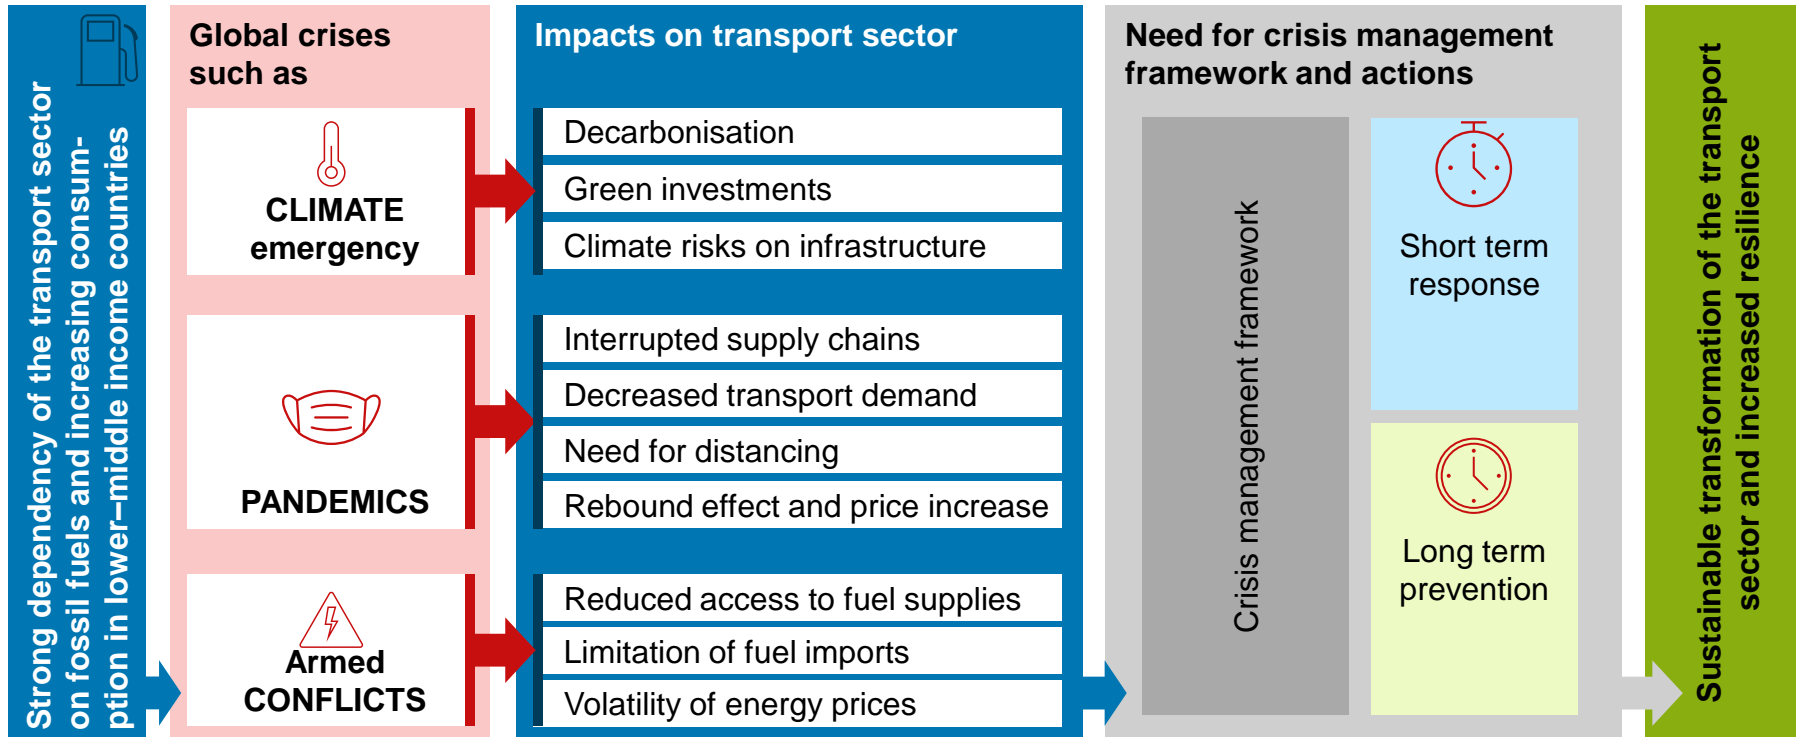 Strong dependency of the transport sector
on fossil fuels and increasing consum-
ption in lower–middle income countries
Global crises
such as
CLIMATE
emergency
PANDEMICS
Armed
CONFLICTS
Impacts on transport sector
Decarbonisation
Green investments
Climate risks on infrastructure
Interrupted supply chains
Decreased transport demand
Need for distancing
Rebound effect and price increase
Reduced access to fuel supplies
Limitation of fuel imports
Volatility of energy prices
Need for crisis management
framework and actions
Crisis management framework
Short term
response
Long term
prevention
Sustainable transformation of the transport
sector and increased resilience